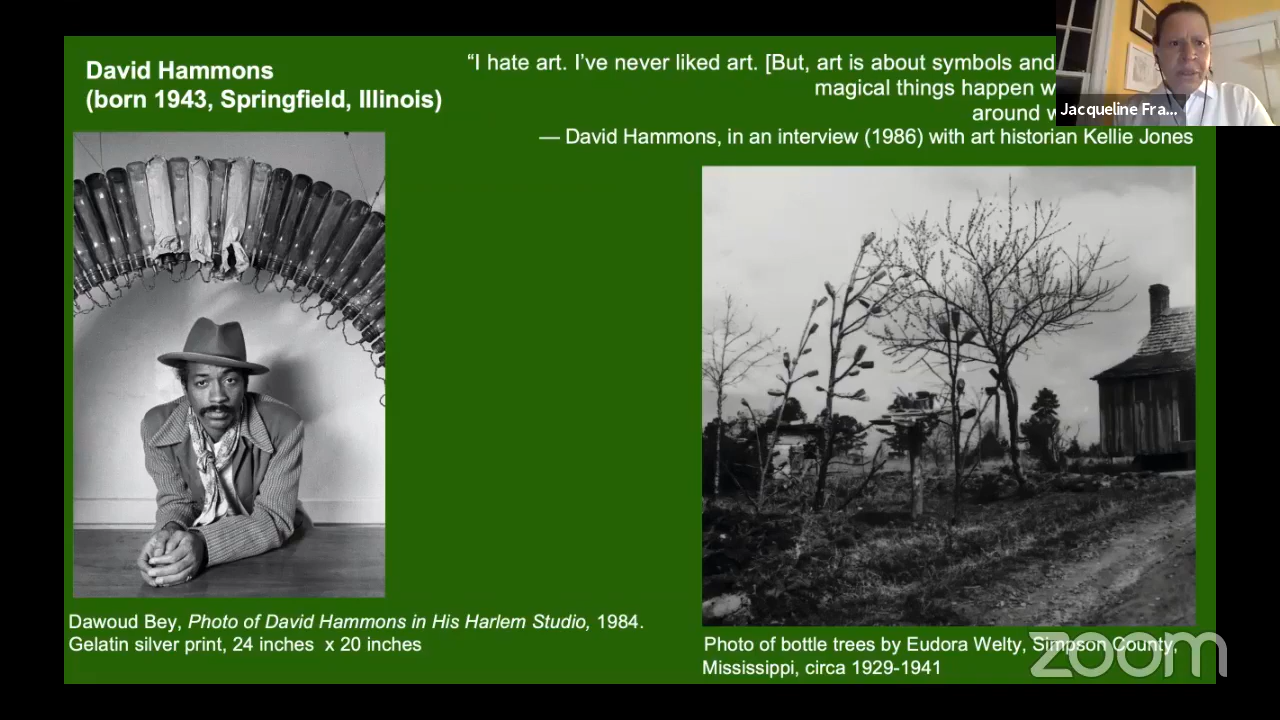 David Hammons
(born 1943, Springfield, Illinois)
“I hate art. I’ve never liked art. [But, art is about symbols and
magical things happen
around
— David Hammons, in an interview (1986) with art historian Kellie Jones
Jacqueline Fra...
Dawoud Bey, Photo of David Hammons in His Harlem Studio, 1984.
Gelatin silver print, 24 inches x 20 inches
Photo of bottle trees by Eudora Welty, Simpson County,
Mississippi, circa 1929-1941
zoom